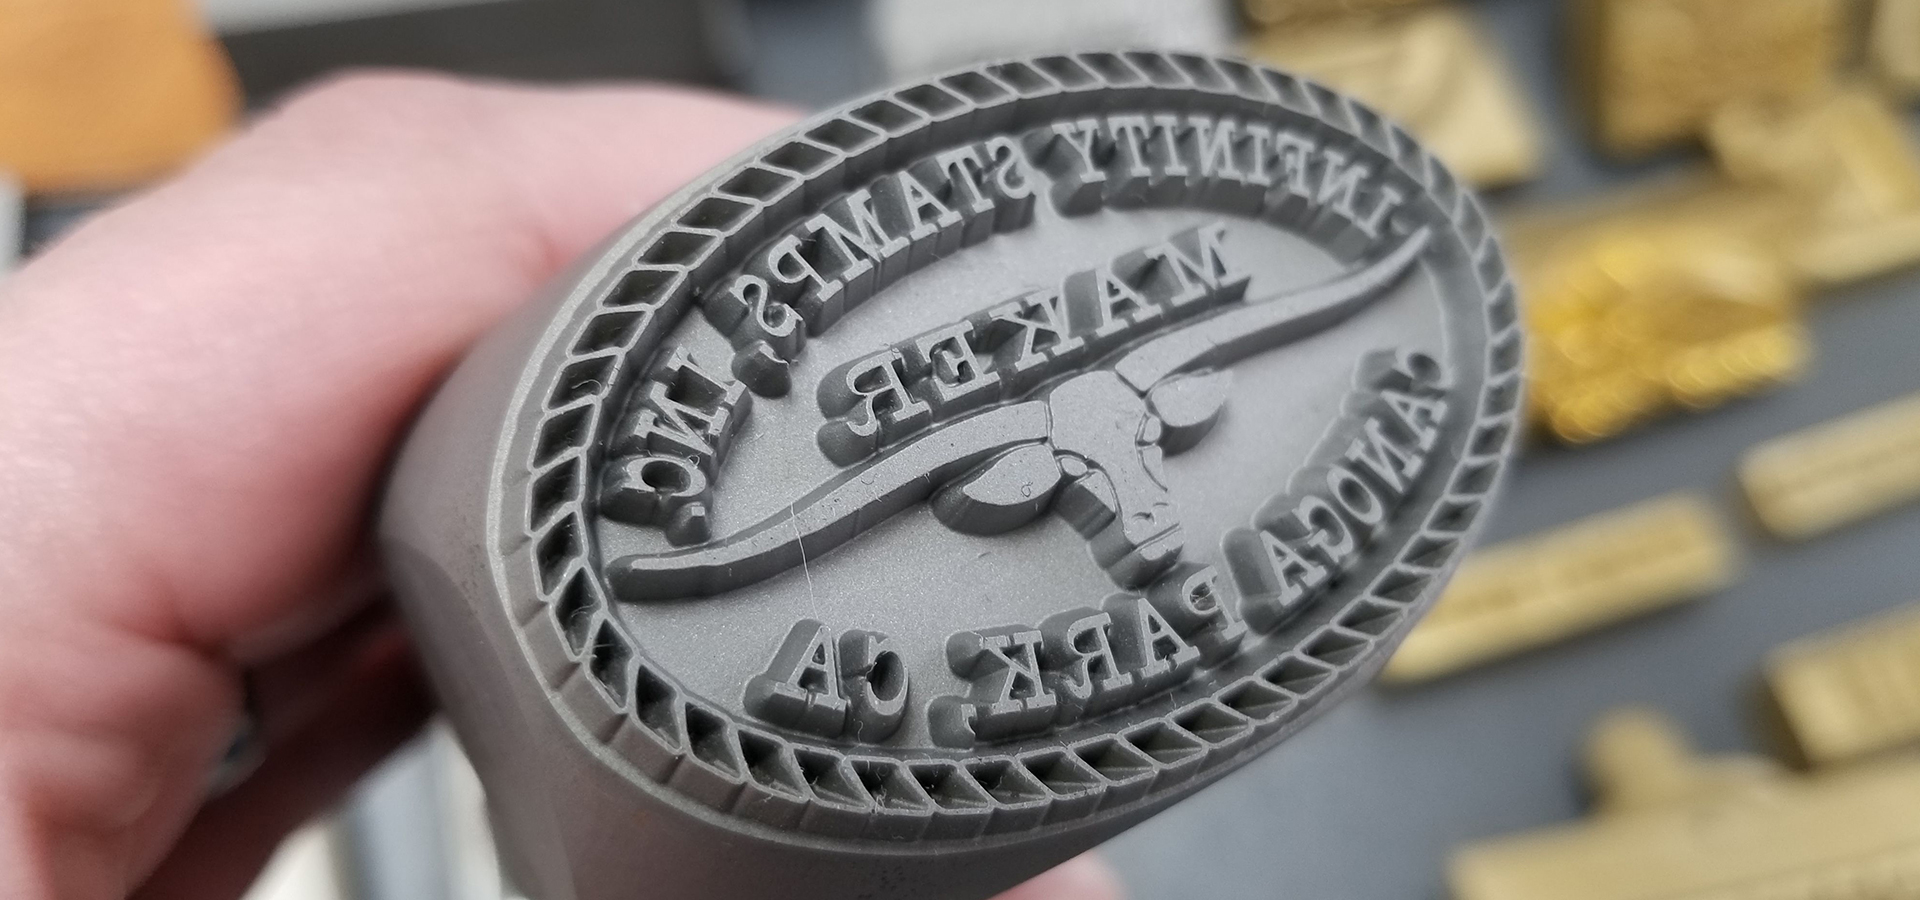 INFINITY STAMPS, INC.
MAKER
CANOGA PARK, CA